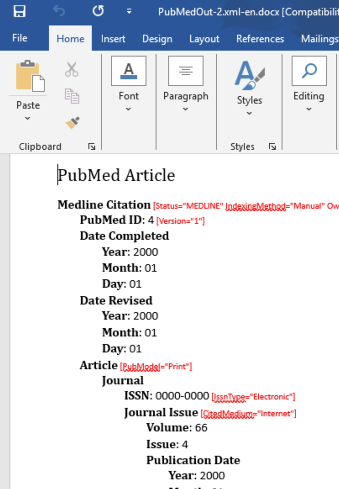 PubMedOut-2.xml-en.docx [Compatibilit
File Home Insert Design Layout References Mailings
Paste Font Paragraph Styles Editing
Clipboard Styles
PubMed Article
Medline Citation [Status="MEDLINE" IndexingMethod="Manual" Ow
PubMed ID: 4 [Version="1"]
Date Completed
Year: 2000
Month: 01
Day: 01
Date Revised
Year: 2000
Month: 01
Day: 01
Article [PubModel="Print"]
Journal
ISSN: 0000-0000 [IssnType="Electronic"]
Journal Issue [CitedMedium="Internet"]
Volume: 66
Issue: 4
Publication Date
Year: 2000